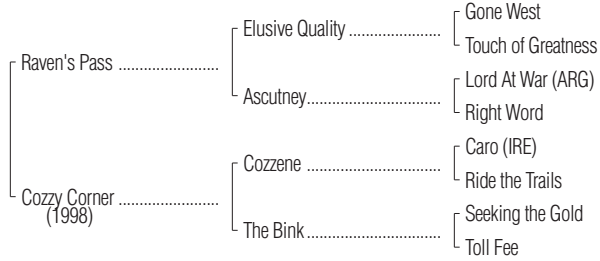 Gone West
Elusive Quality ....................
Touch of Greatness
Raven's Pass ......................
Lord At War (ARG)
Ascutney..............................
Right Word
Caro (IRE)
Cozzene ..............................
Ride the Trails
Cozzy Corner ......................
(1998)
Seeking the Gold
The Bink ..............................
Toll Fee